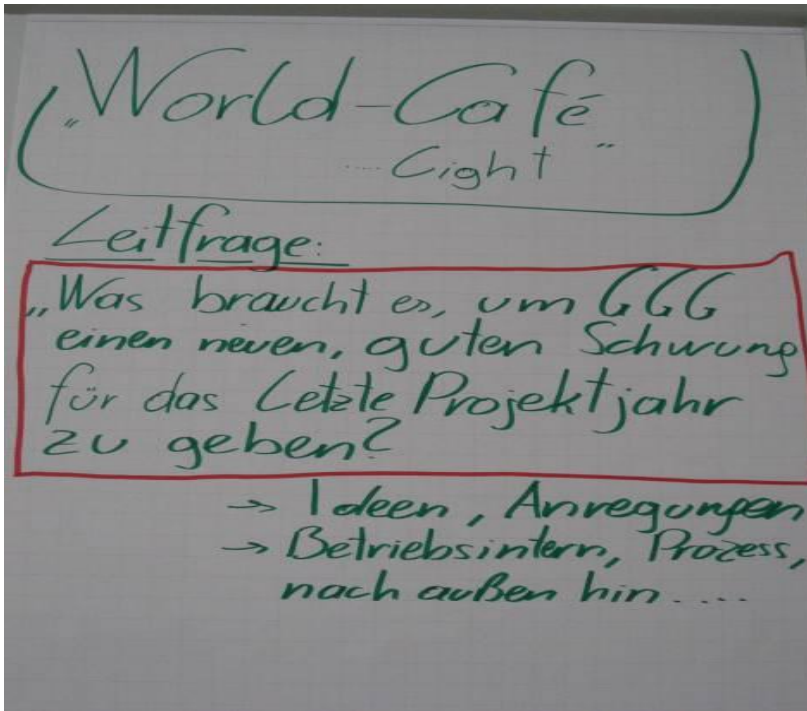 „World-Café
.... Light"
Leitfrage:
„Was braucht es, um GGG
einen neuen, guten Schwung
für das Letzte Projektjahr
zu geben?
→ Ideen, Anregungen
→ Betriebsintern, Prozess,
nach außen hin....